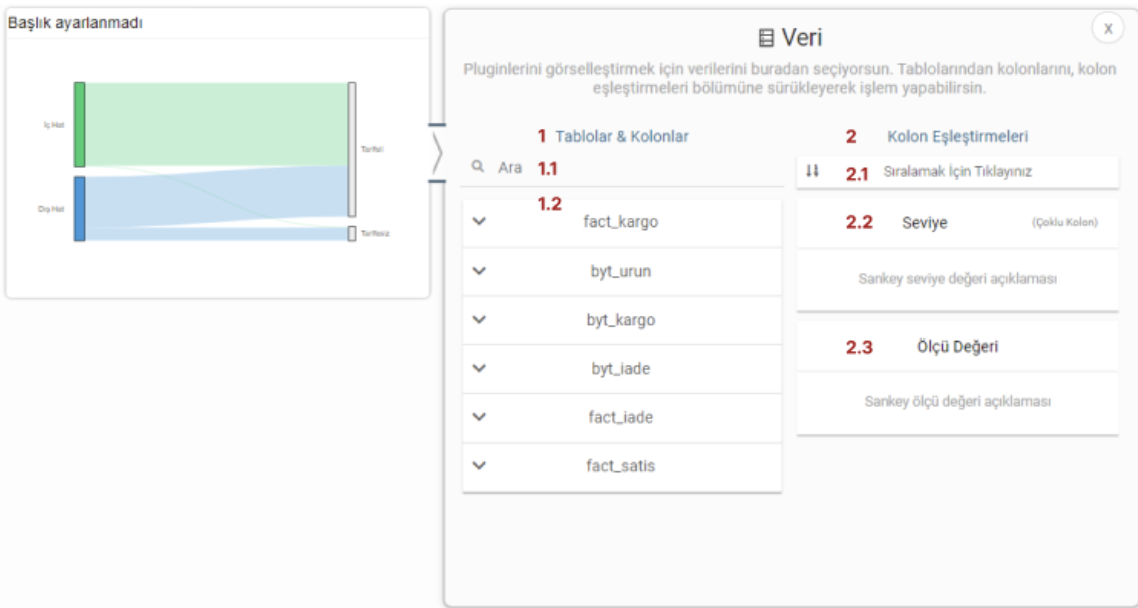 Başlık ayarlanmadı
İç Hat
Dış Hat
Tarifeli
Tarifesiz
X
Veri
Pluginlerini görselleştirmek için verilerini buradan seçiyorsun. Tablolarından kolonlarını, kolon
eşleştirmeleri bölümüne sürükleyerek işlem yapabilirsin.
1 Tablolar & Kolonlar
Ara 1.1
1.2
fact_kargo
byt_urun
byt_kargo
byt_iade
fact_iade
fact_satis
2 Kolon Eşleştirmeleri
2.1 Sıralamak İçin Tıklayınız
2.2 Seviye (Çoklu Kolon)
Sankey seviye değeri açıklaması
2.3 Ölçü Değeri
Sankey ölçü değeri açıklaması